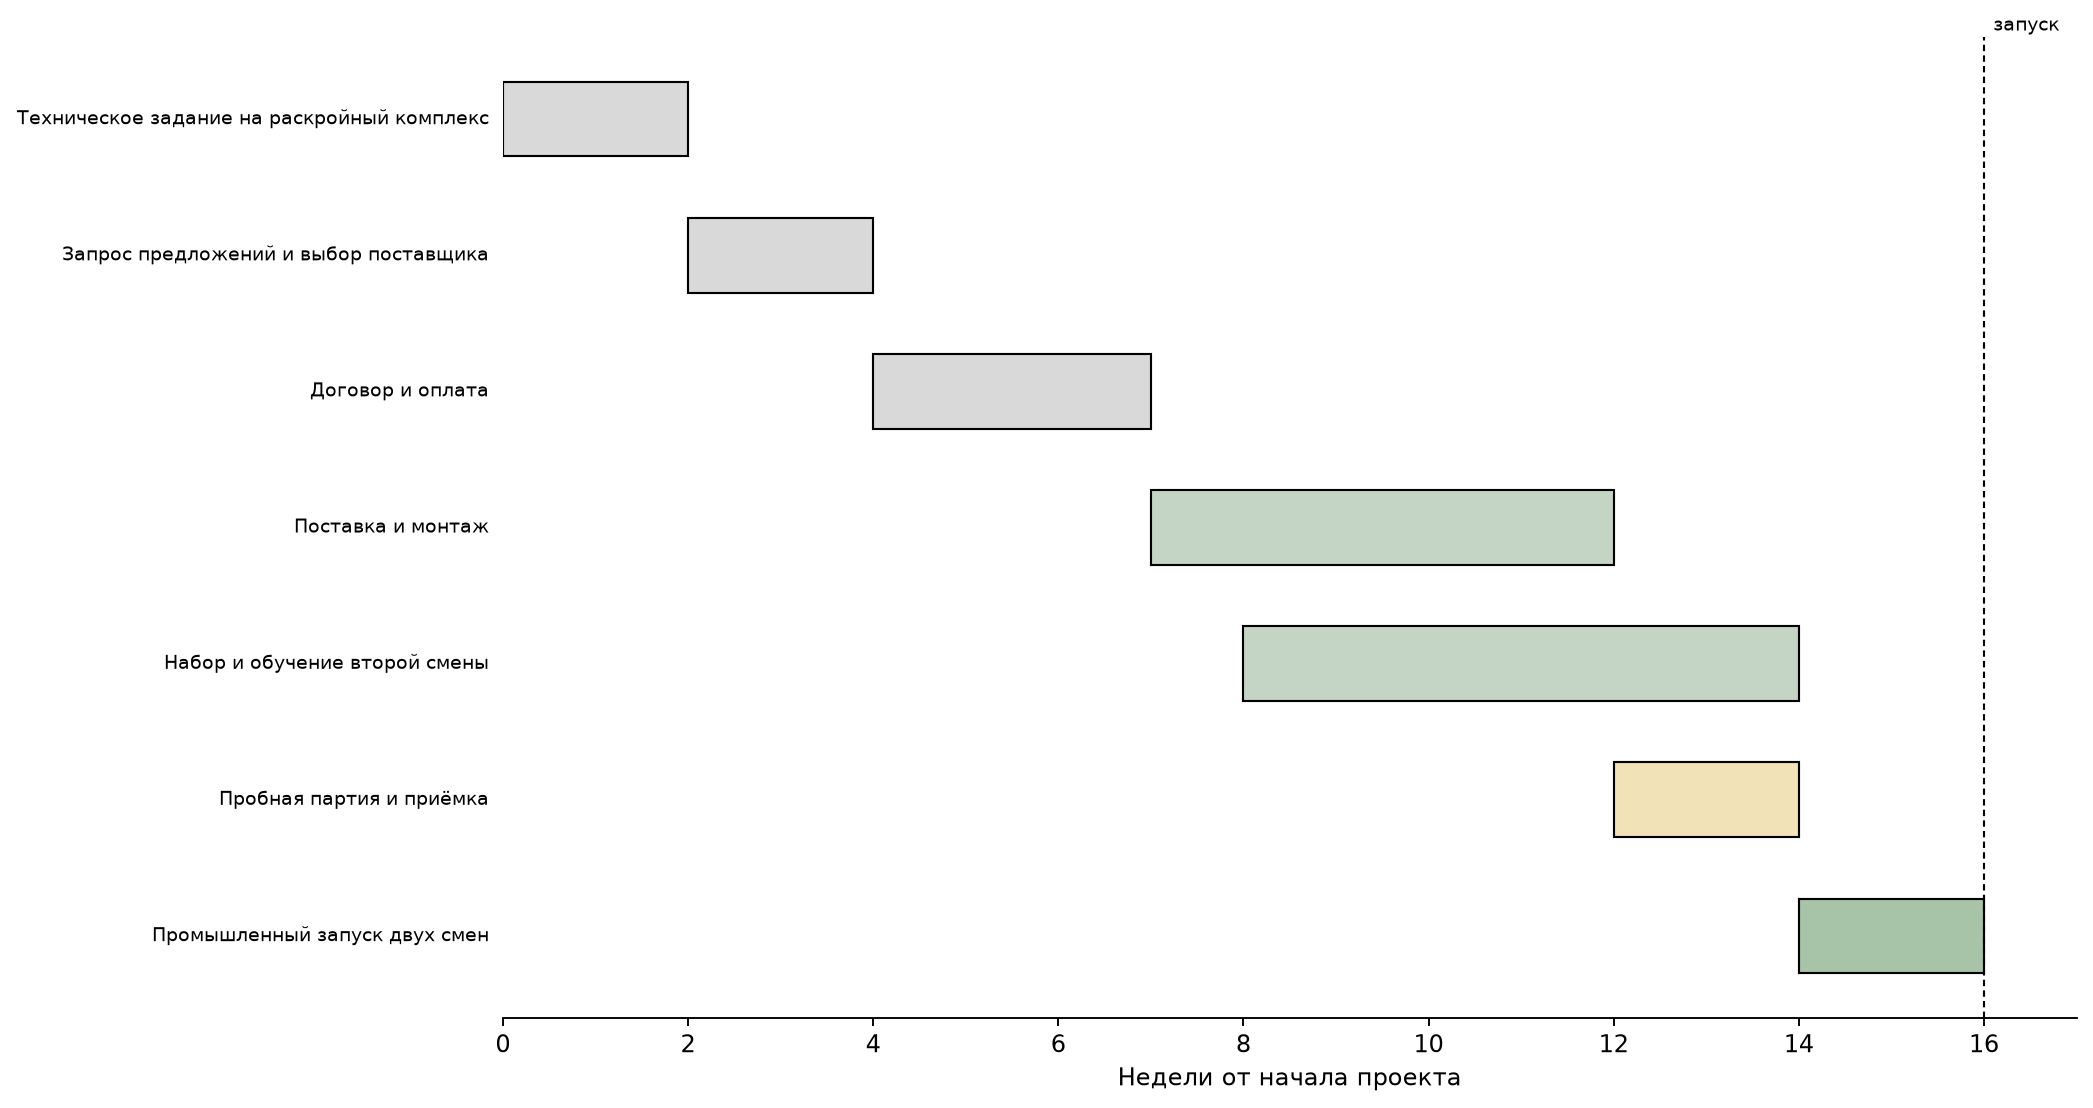 запуск
Техническое задание на раскройный комплекс
Запрос предложений и выбор поставщика
Договор и оплата
Поставка и монтаж
Набор и обучение второй смены
Пробная партия и приёмка
Промышленный запуск двух смен
0 2 4 6 8 10 12 14 16
Недели от начала проекта